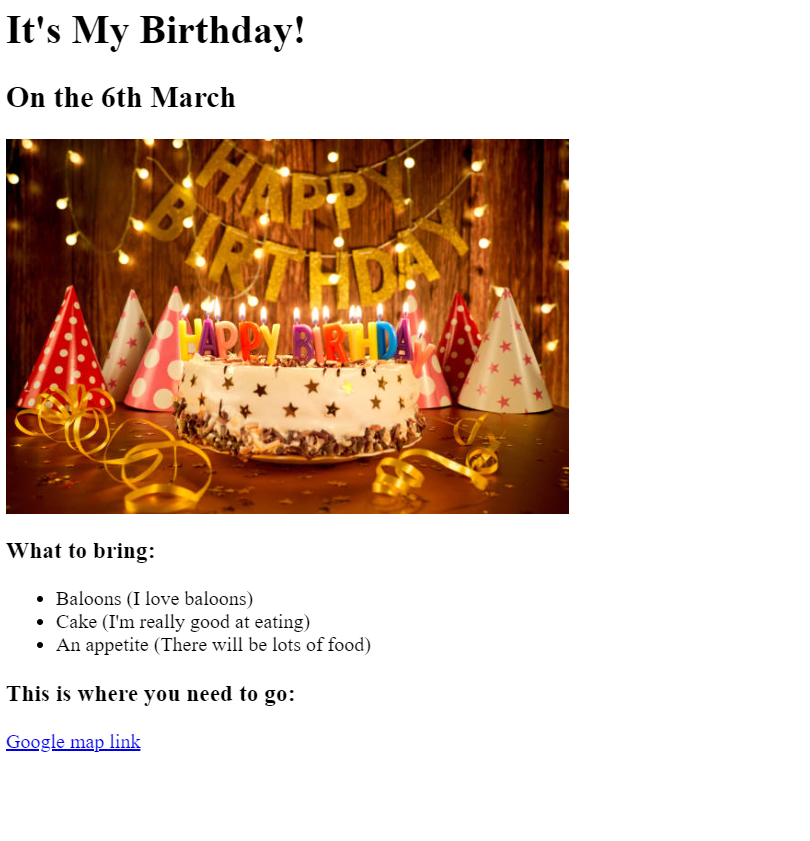 It's My Birthday!
On the 6th March
HAPPY
BIRTHDAY
HAPPY BIRTHDAY
What to bring:
Baloons (I love baloons)
Cake (I'm really good at eating)
An appetite (There will be lots of food)
This is where you need to go:
Google map link